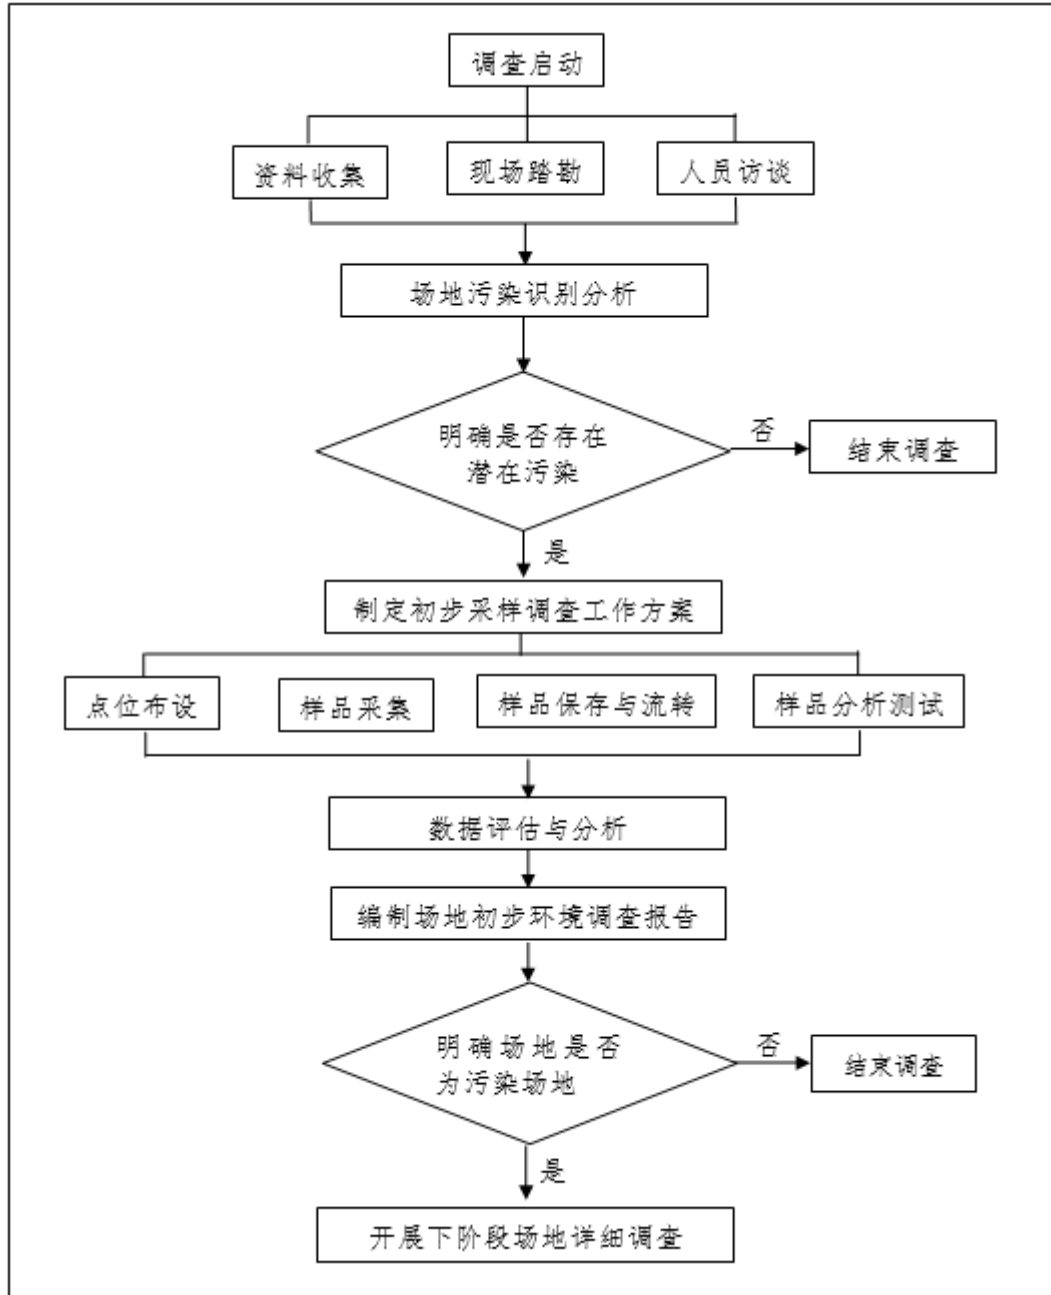 调查启动
资料收集
现场踏勘
人员访谈
场地污染识别分析
明确是否存在
潜在污染
否
结束调查
是
制定初步采样调查工作方案
点位布设
样品采集
样品保存与流转
样品分析测试
数据评估与分析
编制场地初步环境调查报告
明确场地是否
为污染场地
否
结束调查
是
开展下阶段场地详细调查